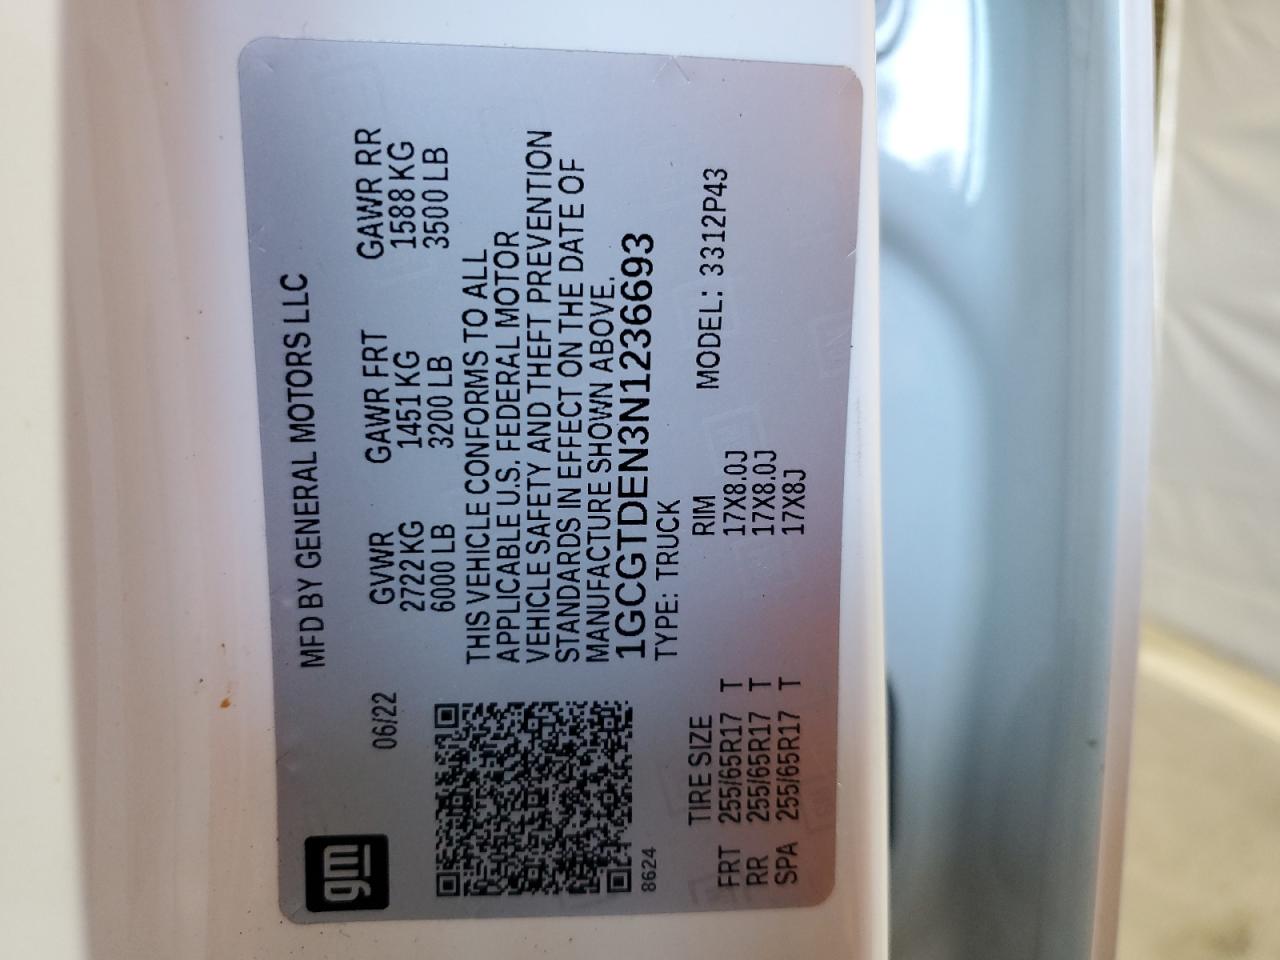 gm
MFD BY GENERAL MOTORS LLC
06/22
GVWR GAWR FRT GAWR RR
2722 KG 1451 KG 1588 KG
6000 LB 3200 LB 3500 LB
THIS VEHICLE CONFORMS TO ALL
APPLICABLE U.S. FEDERAL MOTOR
VEHICLE SAFETY AND THEFT PREVENTION
STANDARDS IN EFFECT ON THE DATE OF
MANUFACTURE SHOWN ABOVE.
1GCGTDEN3N1236693
8624
TYPE: TRUCK
TIRE SIZE RIM MODEL: 3312P43
FRT 255/65R17 T 17X8.0J
RR 255/65R17 T 17X8.0J
SPA 255/65R17 T 17X8J